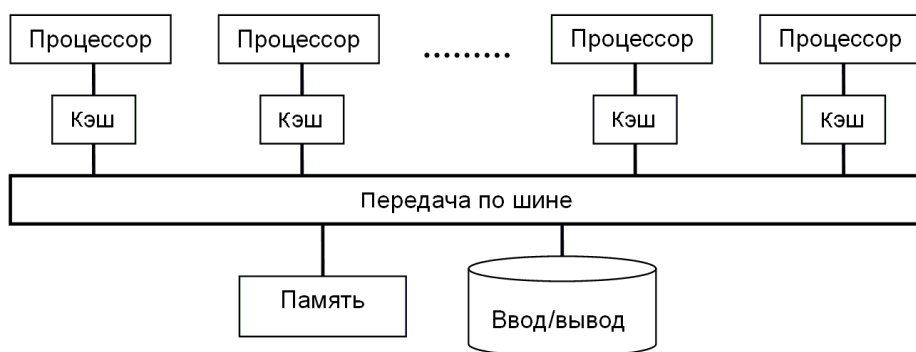 Процессор
Процессор
.........
Процессор
Процессор
Кэш
Кэш
Кэш
Кэш
Передача по шине
Память
Ввод/вывод